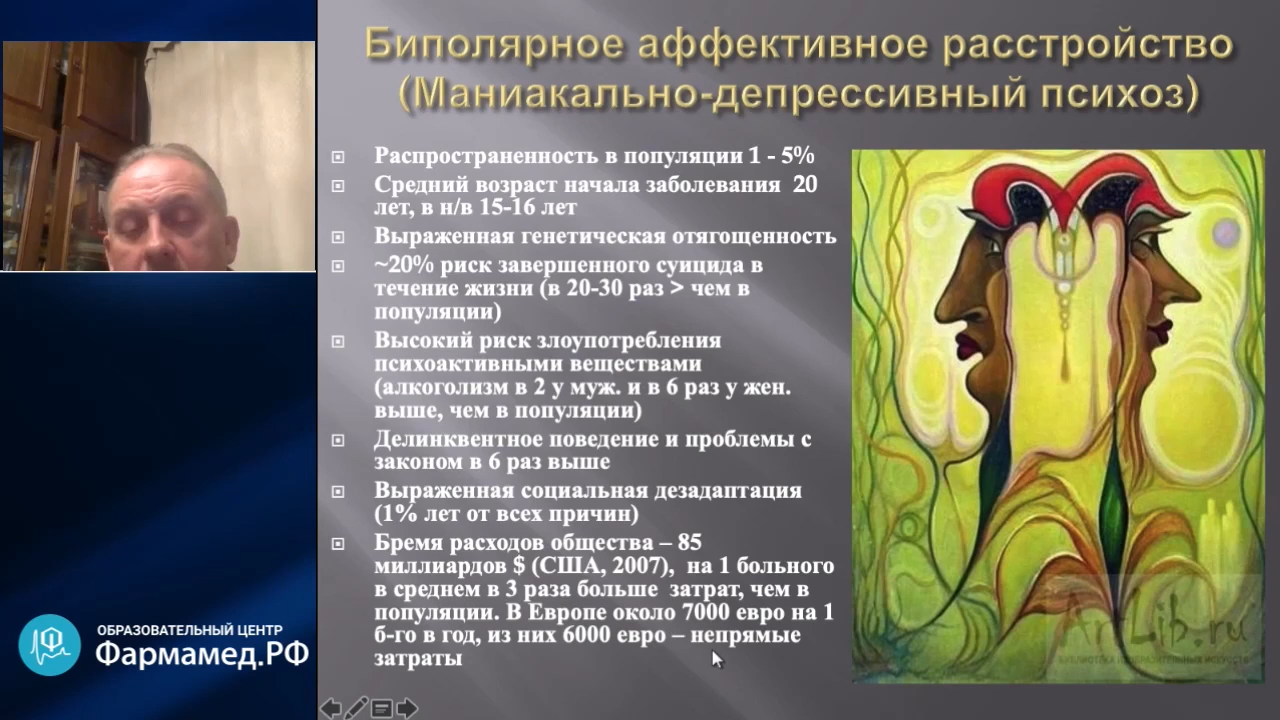 Биполярное аффективное расстройство
(Маниакально-депрессивный психоз)
Распространенность в популяции 1 - 5%
Средний возраст начала заболевания 20
лет, в н/в 15-16 лет
Выраженная генетическая отягощенность
~20% риск завершенного суицида в
течение жизни (в 20-30 раз > чем в
популяции)
Высокий риск злоупотребления
психоактивными веществами
(алкоголизм в 2 у муж. и в 6 раз у жен.
выше, чем в популяции)
Делинквентное поведение и проблемы с
законом в 6 раз выше
Выраженная социальная дезадаптация
(1% лет от всех причин)
Бремя расходов общества – 85
миллиардов $ (США, 2007), на 1 больного
в среднем в 3 раза больше затрат, чем в
популяции. В Европе около 7000 евро на 1
б-го в год, из них 6000 евро – непрямые
затраты
ArtLib.ru
БИБЛИОТЕКА ИЗОБРАЗИТЕЛЬНЫХ ИСКУССТВ
ОБРАЗОВАТЕЛЬНЫЙ ЦЕНТР
Фармамед.РФ